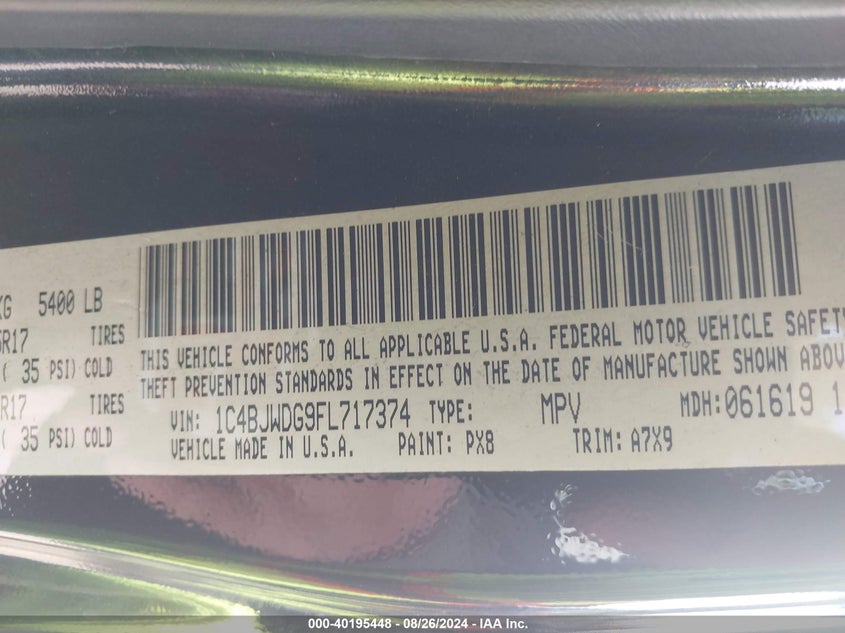 KG 5400 LB
R17 TIRES
( 35 PSI) COLD
R17 TIRES
( 35 PSI) COLD
THIS VEHICLE CONFORMS TO ALL APPLICABLE U.S.A. FEDERAL MOTOR VEHICLE SAFETY
THEFT PREVENTION STANDARDS IN EFFECT ON THE DATE OF MANUFACTURE SHOWN ABOV
VIN: 1C4BJWDG9FL717374 TYPE: MPV MDH:061619 1
VEHICLE MADE IN U.S.A. PAINT: PX8 TRIM: A7X9
000-40195448 - 08/26/2024 - IAA Inc.